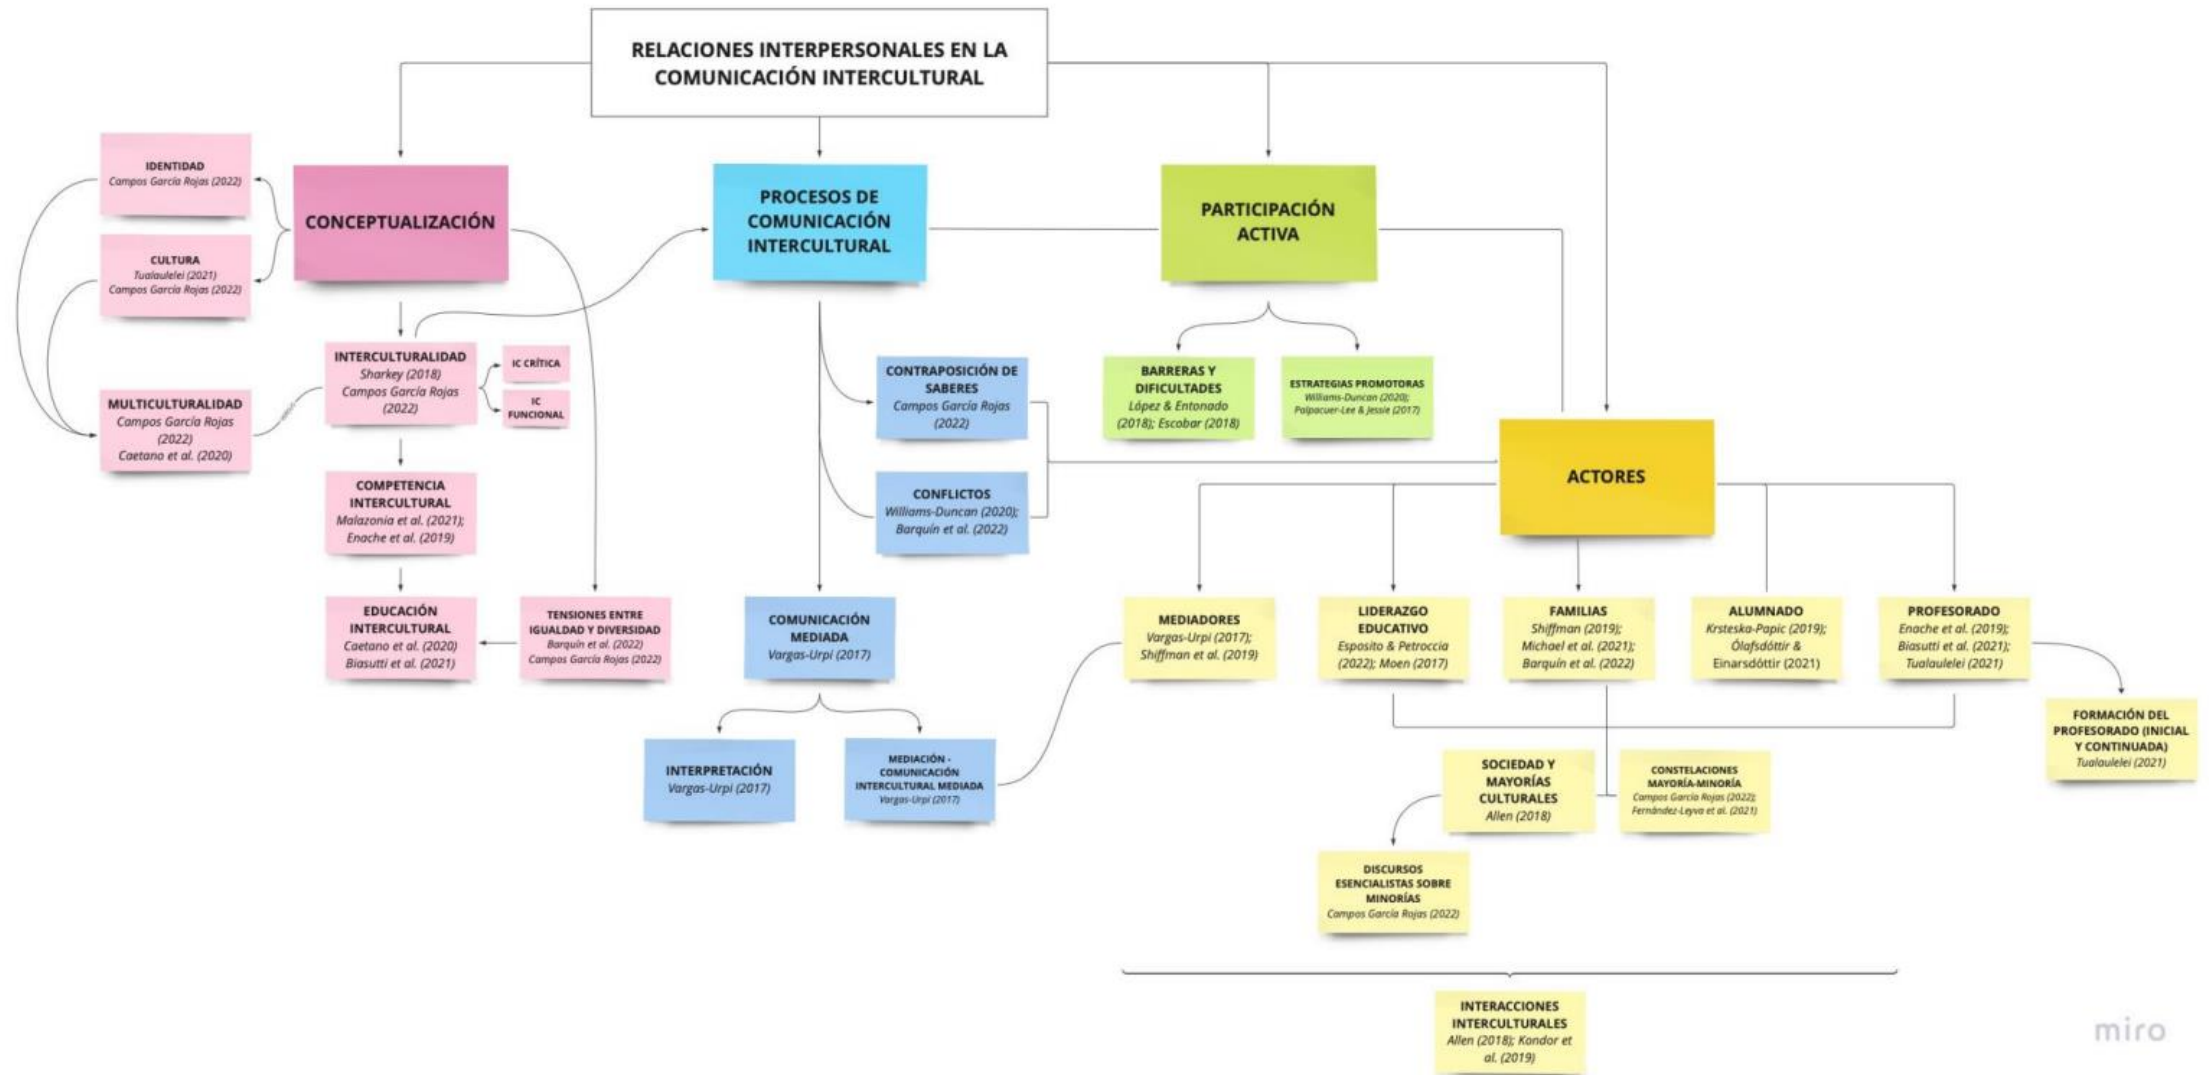 RELACIONES INTERPERSONALES EN LA
COMUNICACIÓN INTERCULTURAL
IDENTIDAD
Campos García Rojas (2022)
CULTURA
Tualaulelei (2021)
Campos García Rojas (2022)
MULTICULTURALIDAD
Campos García Rojas
(2022)
Caetano et al. (2020)
CONCEPTUALIZACIÓN
INTERCULTURALIDAD
Sharkey (2018)
Campos García Rojas
(2022)
IC CRÍTICA
IC
FUNCIONAL
COMPETENCIA
INTERCULTURAL
Malazonia et al. (2021);
Enache et al. (2019)
EDUCACIÓN
INTERCULTURAL
Caetano et al. (2020)
Biasutti et al. (2021)
TENSIONES ENTRE
IGUALDAD Y DIVERSIDAD
Barquín et al. (2022)
Campos García Rojas (2022)
PROCESOS DE
COMUNICACIÓN
INTERCULTURAL
CONTRAPOSICIÓN DE
SABERES
Campos García Rojas
(2022)
CONFLICTOS
Williams-Duncan (2020);
Barquín et al. (2022)
COMUNICACIÓN
MEDIADA
Vargas-Urpí (2017)
INTERPRETACIÓN
Vargas-Urpi (2017)
MEDIACIÓN -
COMUNICACIÓN
INTERCULTURAL MEDIADA
Vargas-Urpi (2017)
PARTICIPACIÓN
ACTIVA
BARRERAS Y
DIFICULTADES
López & Entonado
(2018); Escobar (2018)
ESTRATEGIAS PROMOTORAS
Williams-Duncan (2020);
Palpacuer-Lee & Jessie (2017)
ACTORES
MEDIADORES
Vargas-Urpi (2017);
Shiffman et al. (2019)
LIDERAZGO
EDUCATIVO
Esposito & Petroccia
(2022); Moen (2017)
FAMILIAS
Shiffman (2019);
Michael et al. (2021);
Barquín et al. (2022)
ALUMNADO
Krsteska-Papic (2019);
Ólafsdóttir &
Einarsdóttir (2021)
PROFESORADO
Enache et al. (2019);
Biasutti et al. (2021);
Tualaulelei (2021)
FORMACIÓN DEL
PROFESORADO (INICIAL
Y CONTINUADA)
Tualaulelei (2021)
SOCIEDAD Y
MAYORÍAS
CULTURALES
Allen (2018)
CONSTELACIONES
MAYORÍA-MINORÍA
Campos García Rojas (2022);
Fernández-Leyva et al. (2021)
DISCURSOS
ESENCIALISTAS SOBRE
MINORÍAS
Campos García Rojas (2022)
INTERACCIONES
INTERCULTURALES
Allen (2018); Kondor et
al. (2019)
miro